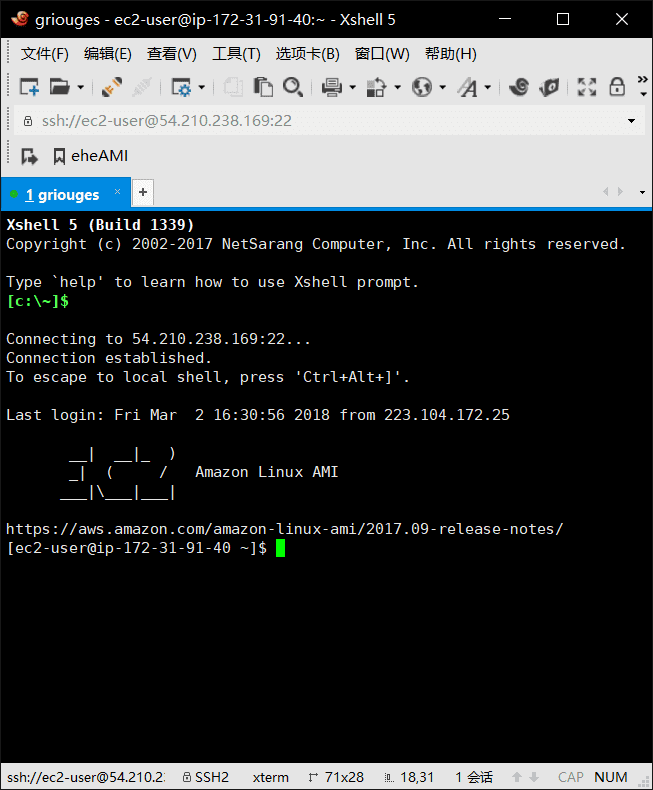 griouges - ec2-user@ip-172-31-91-40:~ - Xshell 5
文件(F) 编辑(E) 查看(V) 工具(T) 选项卡(B) 窗口(W) 帮助(H)
ssh://ec2-user@54.210.238.169:22
eheAMI
1 griouges
Xshell 5 (Build 1339)
Copyright (c) 2002-2017 NetSarang Computer, Inc. All rights reserved.
Type `help' to learn how to use Xshell prompt.
[c:\~]$
Connecting to 54.210.238.169:22...
Connection established.
To escape to local shell, press 'Ctrl+Alt+]'.
Last login: Fri Mar  2 16:30:56 2018 from 223.104.172.25
       __|  __|_  )
       _|  (     /   Amazon Linux AMI
      ___|\___|___|
https://aws.amazon.com/amazon-linux-ami/2017.09-release-notes/
[ec2-user@ip-172-31-91-40 ~]$
ssh://ec2-user@54.210.23 SSH2 xterm 71x28 18,31 1 会话 CAP NUM